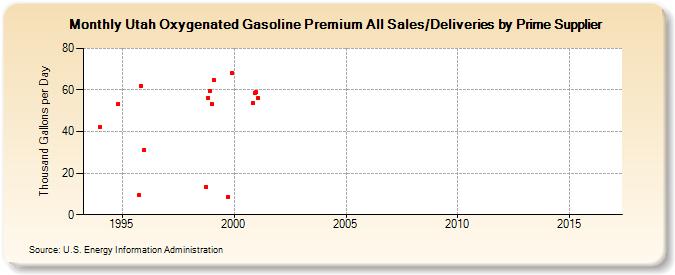 Monthly Utah Oxygenated Gasoline Premium All Sales/Deliveries by Prime Supplier
Thousand Gallons per Day
80
60
40
20
0
1995 2000 2005 2010 2015
Source: U.S. Energy Information Administration